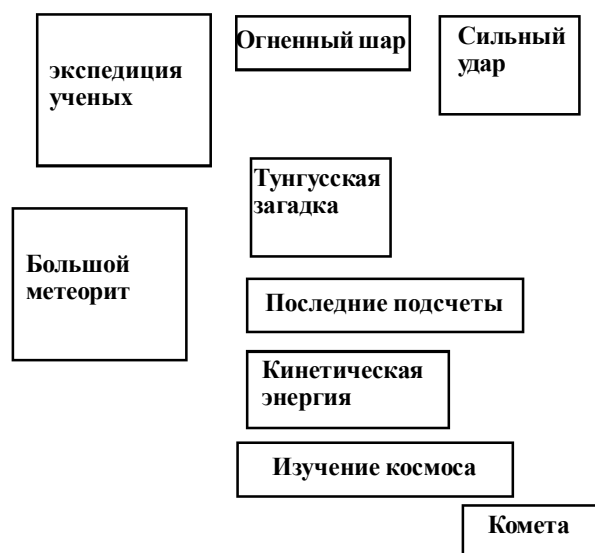 Огненный шар
Сильный
удар
экспедиция
ученых
Тунгусская
загадка
Большой
метеорит
Последние подсчеты
Кинетическая
энергия
Изучение космоса
Комета